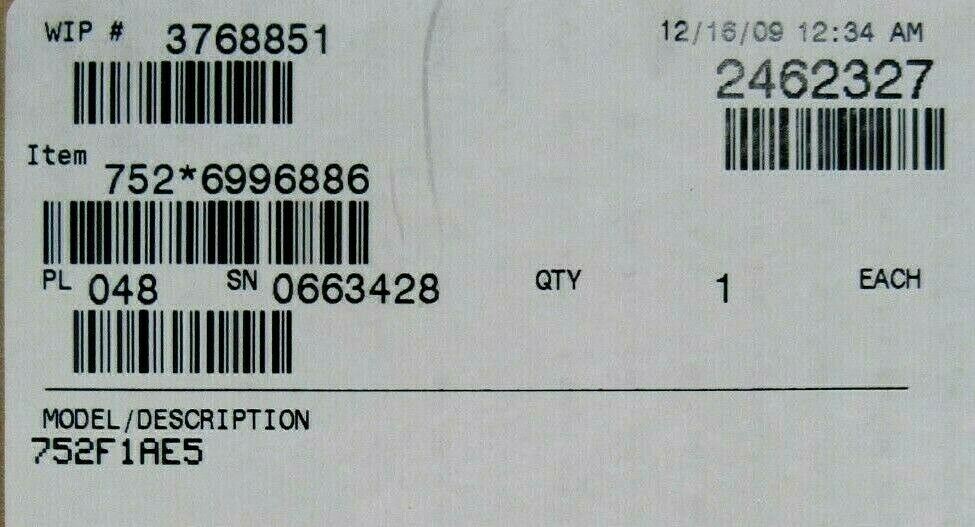 WIP # 3768851
12/16/09 12:34 AM
2462327
Item
752*6996886
PL 048 SN 0663428 QTY 1 EACH
MODEL/DESCRIPTION
752F1AE5